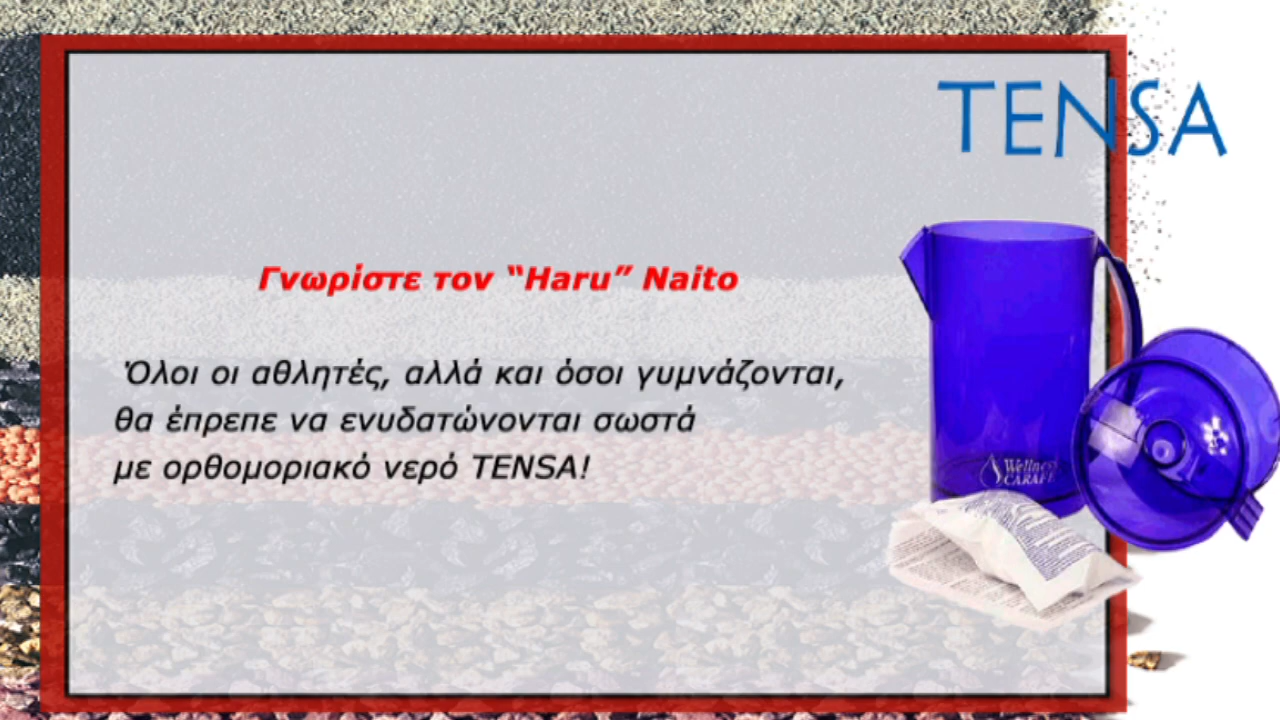 TENSA
Γνωρίστε τον “Haru” Naito
Όλοι οι αθλητές, αλλά και όσοι γυμνάζονται,
θα έπρεπε να ενυδατώνονται σωστά
με ορθομοριακό νερό TENSA!
Wellness
CARAFE